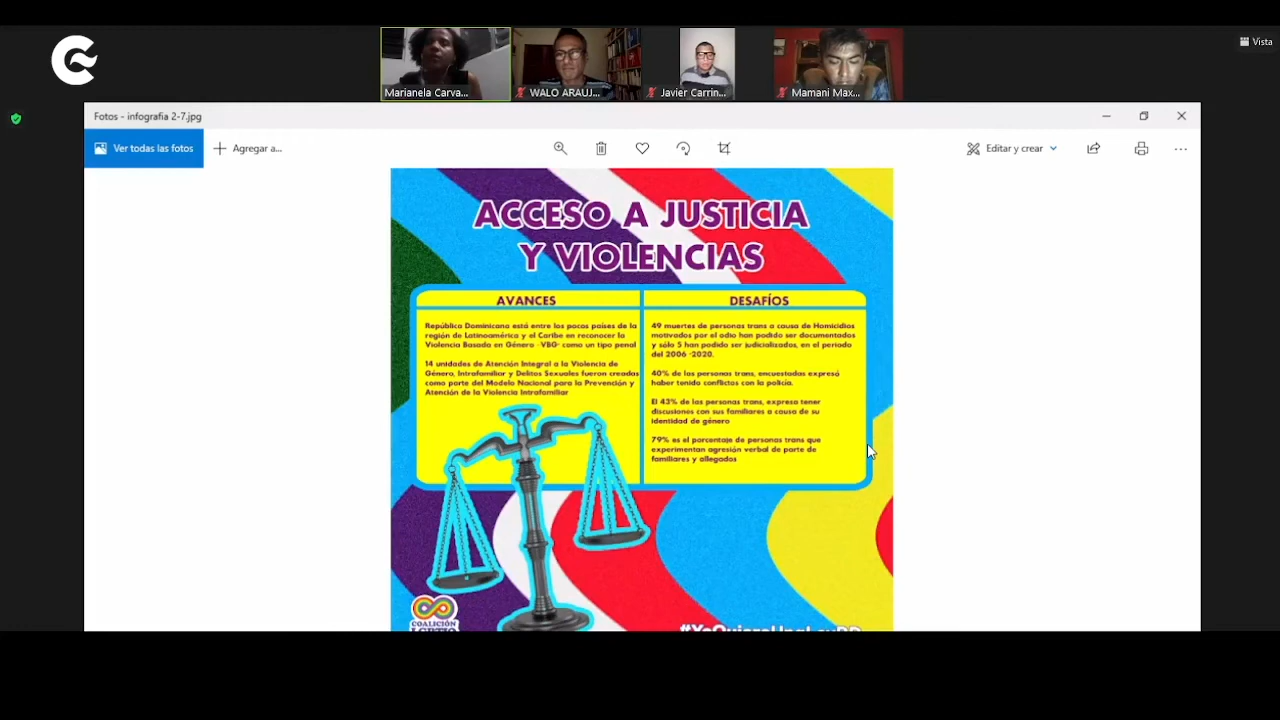 Vista
Marianela Carva...
WALO ARAUJ...
Javier Carrin...
Mamani Max...
Fotos - infografia 2-7.jpg
Ver todas las fotos
Agregar a...
Editar y crear
ACCESO A JUSTICIA
Y VIOLENCIAS
AVANCES
República Dominicana está entre los pocos países de la
región de Latinoamérica y el Caribe en reconocer la
Violencia Basada en Género -VBG- como un tipo penal
14 unidades de Atención Integral a la Violencia de
Género, Intrafamiliar y Delitos Sexuales fueron creadas
como parte del Modelo Nacional para la Prevención y
Atención de la Violencia Intrafamiliar
DESAFÍOS
49 muertes de personas trans a causa de Homicidios
motivados por el odio han podido ser documentadas
y sólo 5 han podido ser judicializados, en el periodo
del 2006 -2020.
40% de las personas trans, encuestadas expresó
haber tenido conflictos con la policía.
El 43% de las personas trans, expresa tener
discusiones con sus familiares a causa de su
identidad de género
79% es el porcentaje de personas trans que
experimentan agresión verbal de parte de
familiares y allegados
COALICIÓN
LGBTIQ
#YoQuieroUnaLeyRD